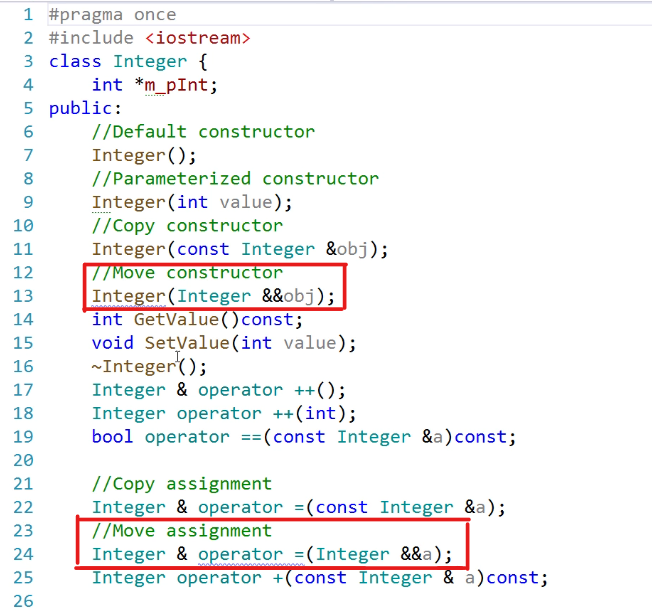 1 #pragma once
2 #include <iostream>
3 class Integer {
4 int *m_pInt;
5 public:
6 //Default constructor
7 Integer();
8 //Parameterized constructor
9 Integer(int value);
10 //Copy constructor
11 Integer(const Integer &obj);
12 //Move constructor
13 Integer(Integer &&obj);
14 int GetValue()const;
15 void SetValue(int value);
16 ~Integer();
17 Integer & operator ++();
18 Integer operator ++(int);
19 bool operator ==(const Integer &a)const;
20
21 //Copy assignment
22 Integer & operator =(const Integer &a);
23 //Move assignment
24 Integer & operator =(Integer &&a);
25 Integer operator +(const Integer & a)const;
26